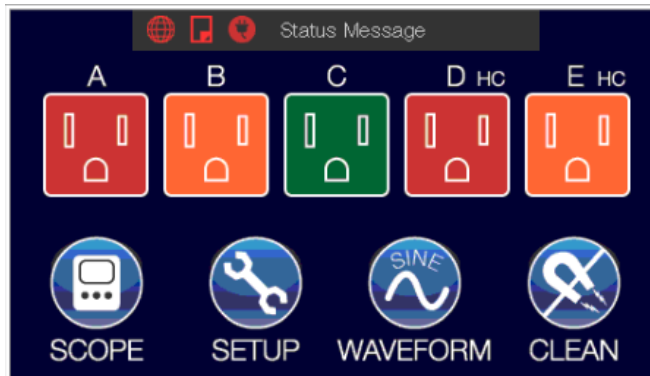 Status Message
A B C D HC E HC
SINE
SCOPE SETUP WAVEFORM CLEAN